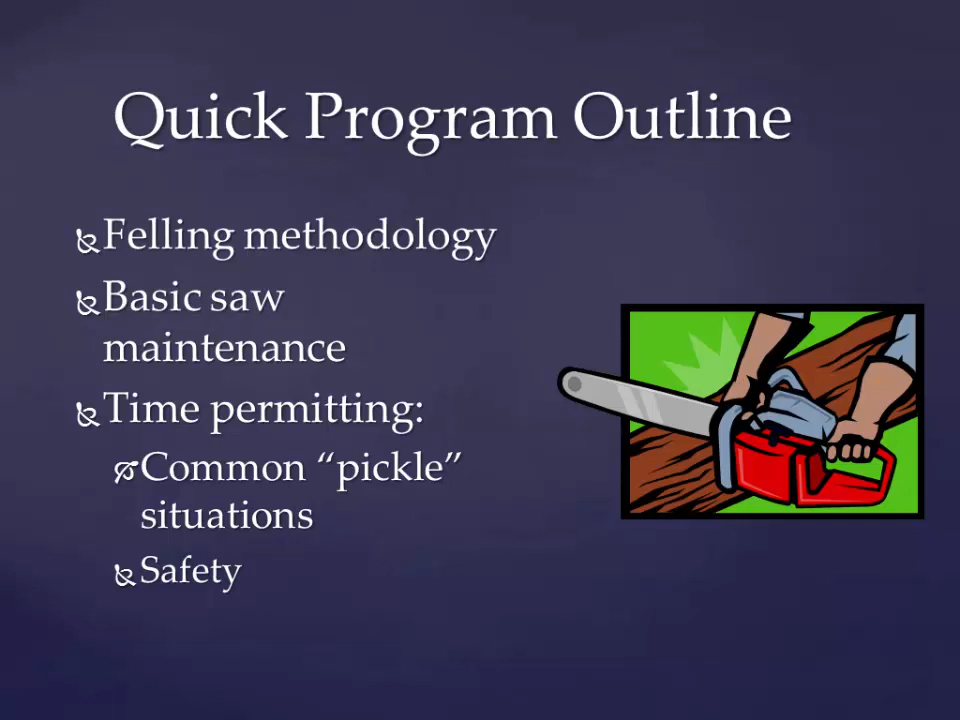 Quick Program Outline
Felling methodology
Basic saw
maintenance
Time permitting:
Common “pickle”
situations
Safety